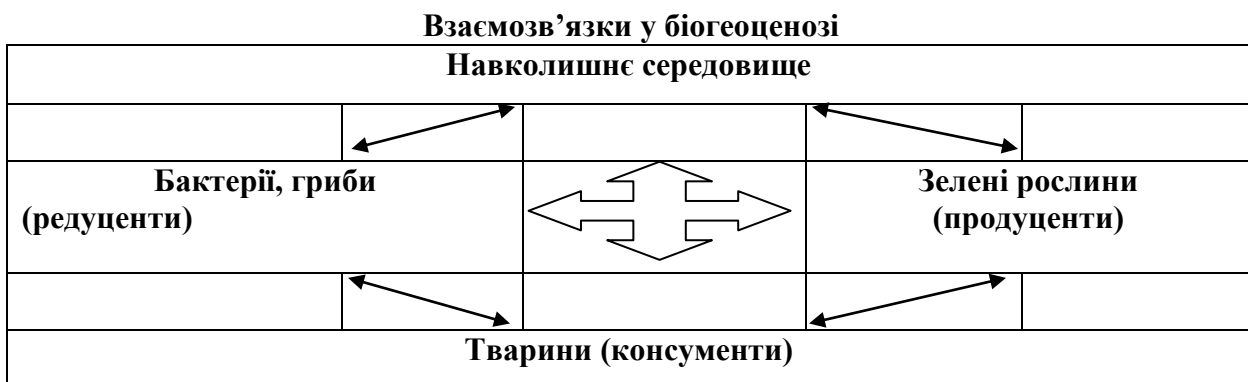 Взаємозв’язки у біогеоценозі
Навколишнє середовище
Бактерії, гриби
(редуценти)
Зелені рослини
(продуценти)
Тварини (консументи)